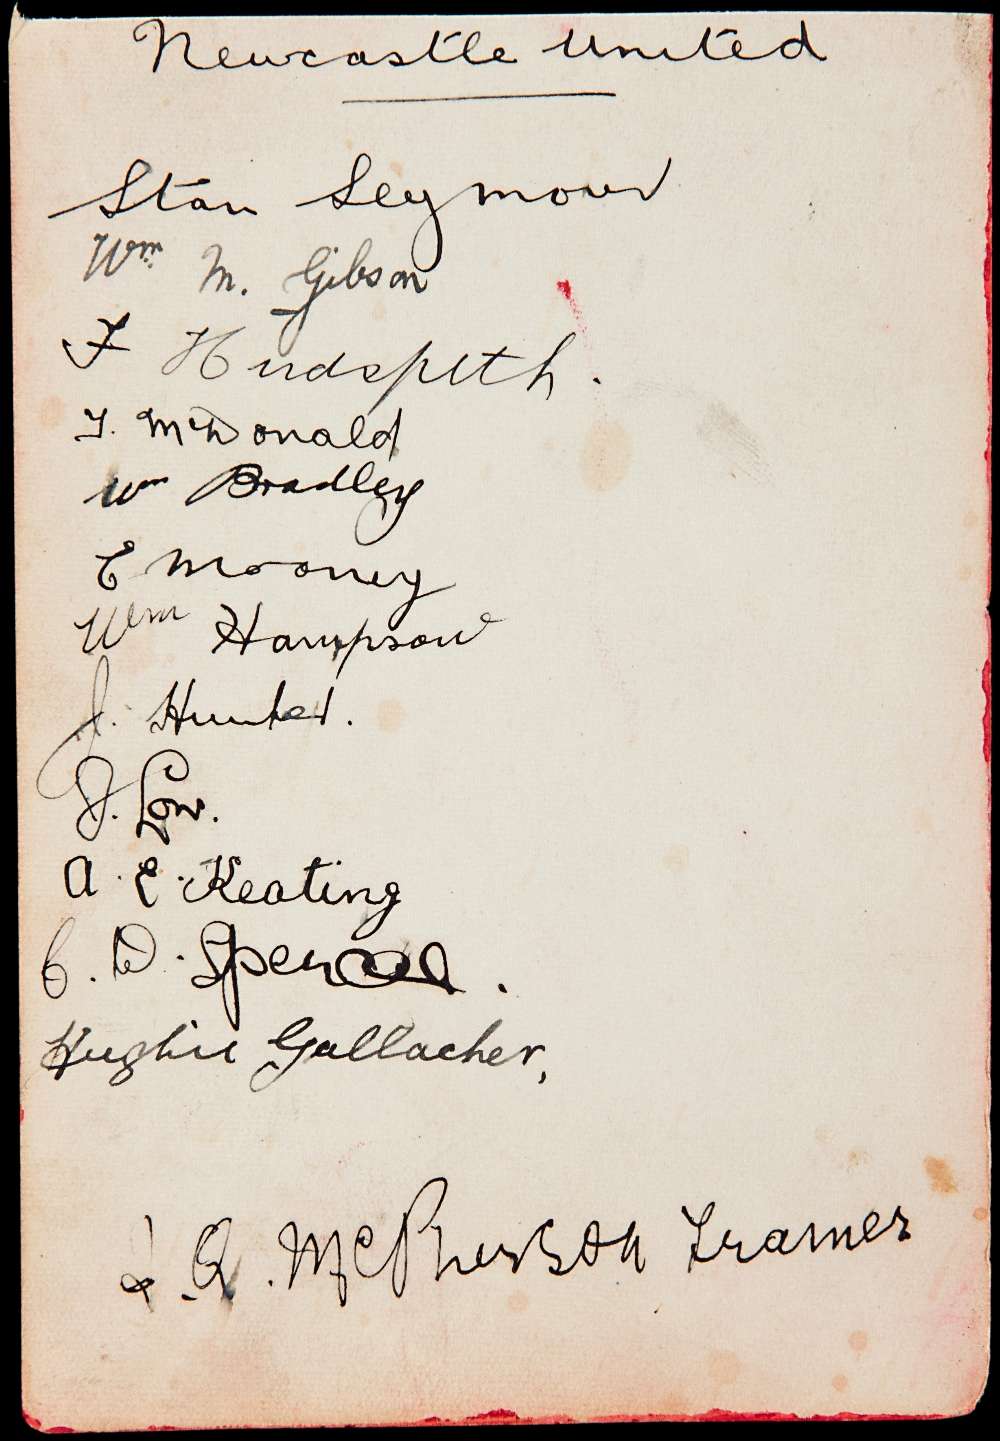 Newcastle United
Stan Seymour
Wm M. Gibson
F Hudspeth.
T. McDonald
Wm Bradley
E Mooney
Wm Hampson
J. Hunter.
J. Low.
A. E. Keating
C. W. Spencer.
Hughie Gallacher,
J. Q. McPherson Trainer